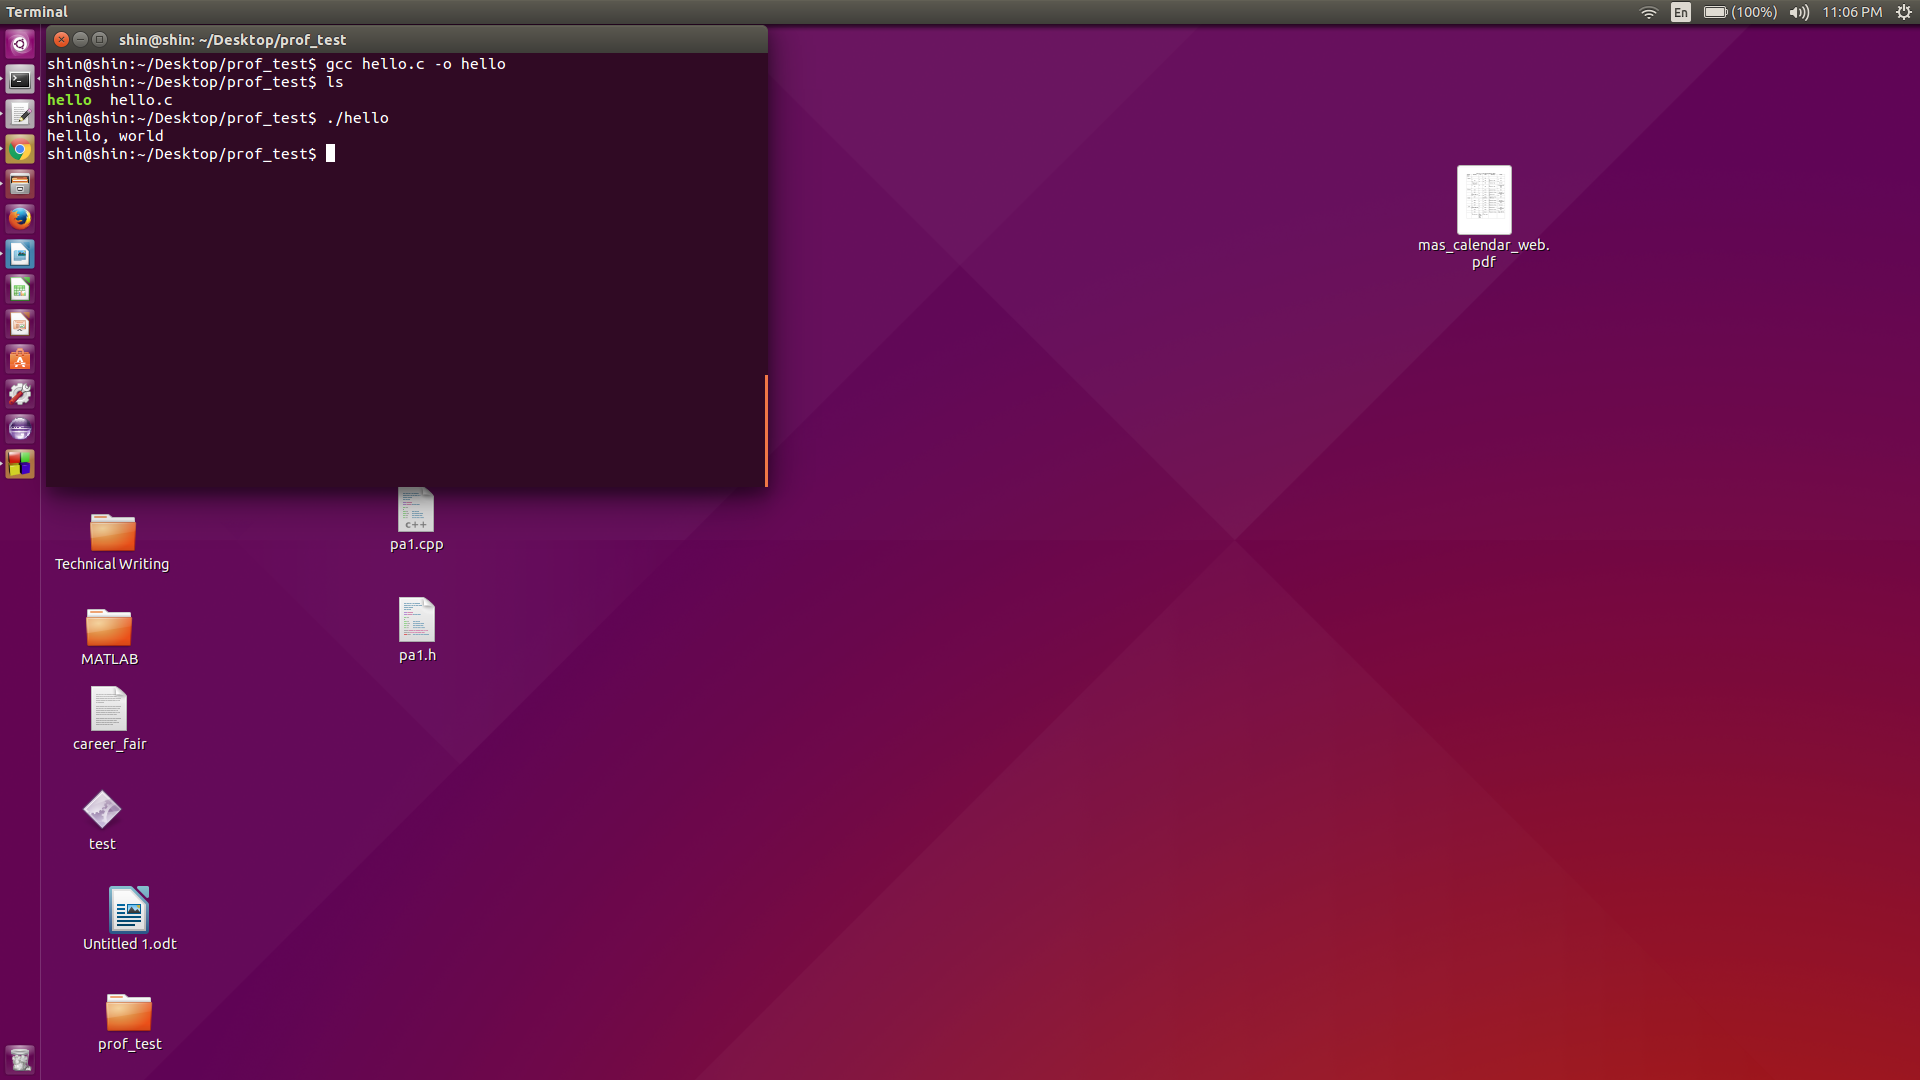 Terminal
En
(100%)
11:06 PM
shin@shin: ~/Desktop/prof_test
shin@shin:~/Desktop/prof_test$ gcc hello.c -o hello
shin@shin:~/Desktop/prof_test$ ls
hello  hello.c
shin@shin:~/Desktop/prof_test$ ./hello
helllo, world
shin@shin:~/Desktop/prof_test$
mas_calendar_web.
pdf
c++
pa1.cpp
Technical Writing
pa1.h
MATLAB
career_fair
test
Untitled 1.odt
prof_test